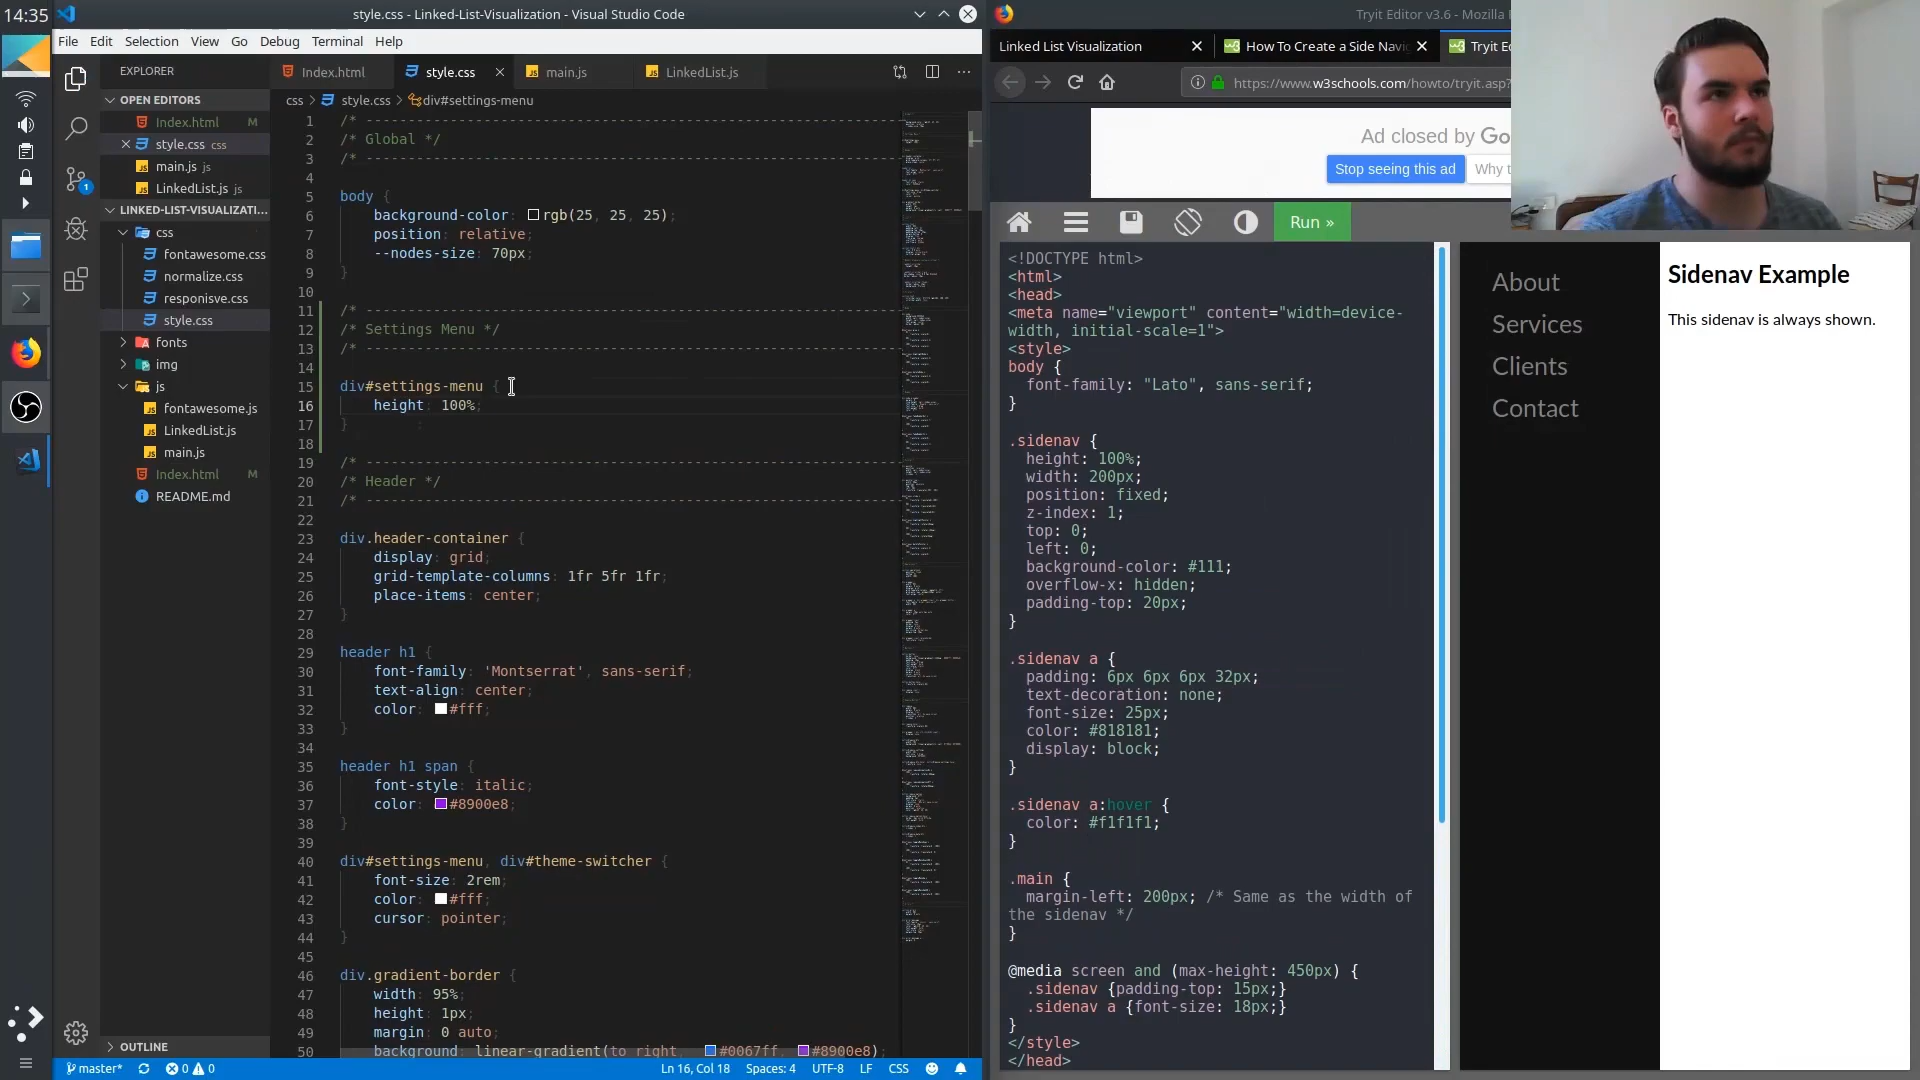 14:35
style.css - Linked-List-Visualization - Visual Studio Code
File Edit Selection View Go Debug Terminal Help
EXPLORER
OPEN EDITORS
Index.html M
style.css css
main.js js
LinkedList.js js
LINKED-LIST-VISUALIZATI...
css
fontawesome.css
normalize.css
responisve.css
style.css
fonts
img
js
fontawesome.js
LinkedList.js
main.js
Index.html M
README.md
OUTLINE
1
Index.html
style.css
main.js
LinkedList.js
css > style.css > div#settings-menu
1 /* ---------------------------------------------------------------
2 /* Global */
3 /* ---------------------------------------------------------------
4
5 body {
6 background-color: rgb(25, 25, 25);
7 position: relative;
8 --nodes-size: 70px;
9 }
10
11 /* ---------------------------------------------------------------
12 /* Settings Menu */
13 /* ---------------------------------------------------------------
14
15 div#settings-menu {
16 height: 100%;
17 }
18
19 /* ---------------------------------------------------------------
20 /* Header */
21 /* ---------------------------------------------------------------
22
23 div.header-container {
24 display: grid;
25 grid-template-columns: 1fr 5fr 1fr;
26 place-items: center;
27 }
28
29 header h1 {
30 font-family: 'Montserrat', sans-serif;
31 text-align: center;
32 color: #fff;
33 }
34
35 header h1 span {
36 font-style: italic;
37 color: #8900e8;
38 }
39
40 div#settings-menu, div#theme-switcher {
41 font-size: 2rem;
42 color: #fff;
43 cursor: pointer;
44 }
45
46 div.gradient-border {
47 width: 95%;
48 height: 1px;
49 margin: 0 auto;
50 background: linear-gradient(to right, #0067ff, #8900e8);
master* 0 0 Ln 16, Col 18 Spaces: 4 UTF-8 LF CSS
Tryit Editor v3.6 - Mozilla
Linked List Visualization
How To Create a Side Navi
Tryit E
https://www.w3schools.com/howto/tryit.asp?
Ad closed by Go
Stop seeing this ad
Why t
Run »
<!DOCTYPE html>
<html>
<head>
<meta name="viewport" content="width=device-
width, initial-scale=1">
<style>
body {
font-family: "Lato", sans-serif;
}
.sidenav {
height: 100%;
width: 200px;
position: fixed;
z-index: 1;
top: 0;
left: 0;
background-color: #111;
overflow-x: hidden;
padding-top: 20px;
}
.sidenav a {
padding: 6px 6px 6px 32px;
text-decoration: none;
font-size: 25px;
color: #818181;
display: block;
}
.sidenav a:hover {
color: #f1f1f1;
}
.main {
margin-left: 200px; /* Same as the width of
the sidenav */
}
@media screen and (max-height: 450px) {
.sidenav {padding-top: 15px;}
.sidenav a {font-size: 18px;}
}
</style>
</head>
About
Services
Clients
Contact
Sidenav Example
This sidenav is always shown.